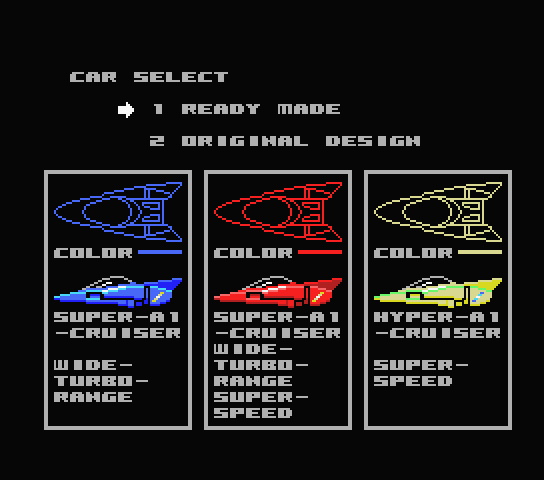 CAR SELECT
1 READY MADE
2 ORIGINAL DESIGN
COLOR
SUPER-A1
-CRUISER
WIDE-
TURBO-
RANGE
COLOR
SUPER-A1
-CRUISER
WIDE-
TURBO-
RANGE
SUPER-
SPEED
COLOR
HYPER-A1
-CRUISER
SUPER-
SPEED